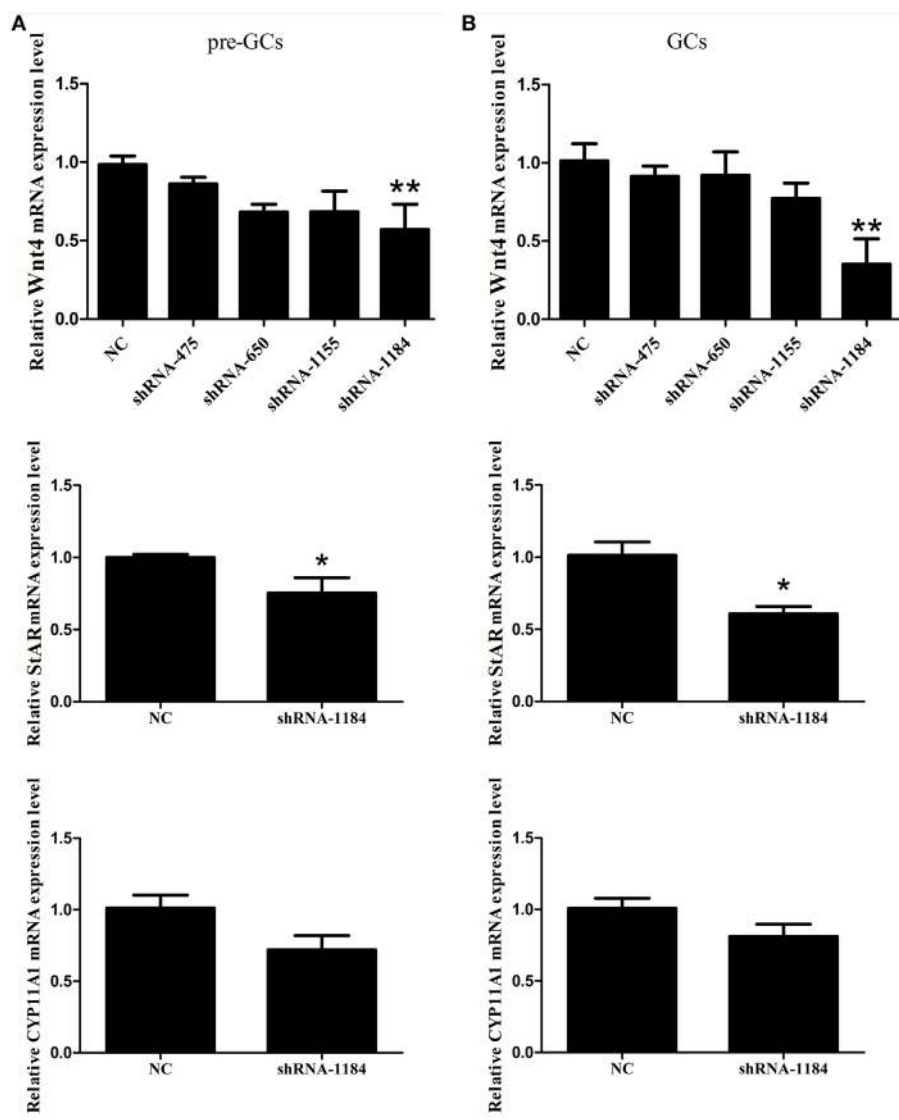 A
pre-GCs
Relative Wnt4 mRNA expression level
1.5
1.0
0.5
0.0
**
NC
shRNA-475
shRNA-650
shRNA-1155
shRNA-1184
B
GCs
Relative Wnt4 mRNA expression level
1.5
1.0
0.5
0.0
**
NC
shRNA-475
shRNA-650
shRNA-1155
shRNA-1184
Relative StAR mRNA expression level
1.5
1.0
0.5
0.0
*
NC
shRNA-1184
Relative StAR mRNA expression level
1.5
1.0
0.5
0.0
*
NC
shRNA-1184
Relative CYP11A1 mRNA expression level
1.5
1.0
0.5
0.0
NC
shRNA-1184
Relative CYP11A1 mRNA expression level
1.5
1.0
0.5
0.0
NC
shRNA-1184